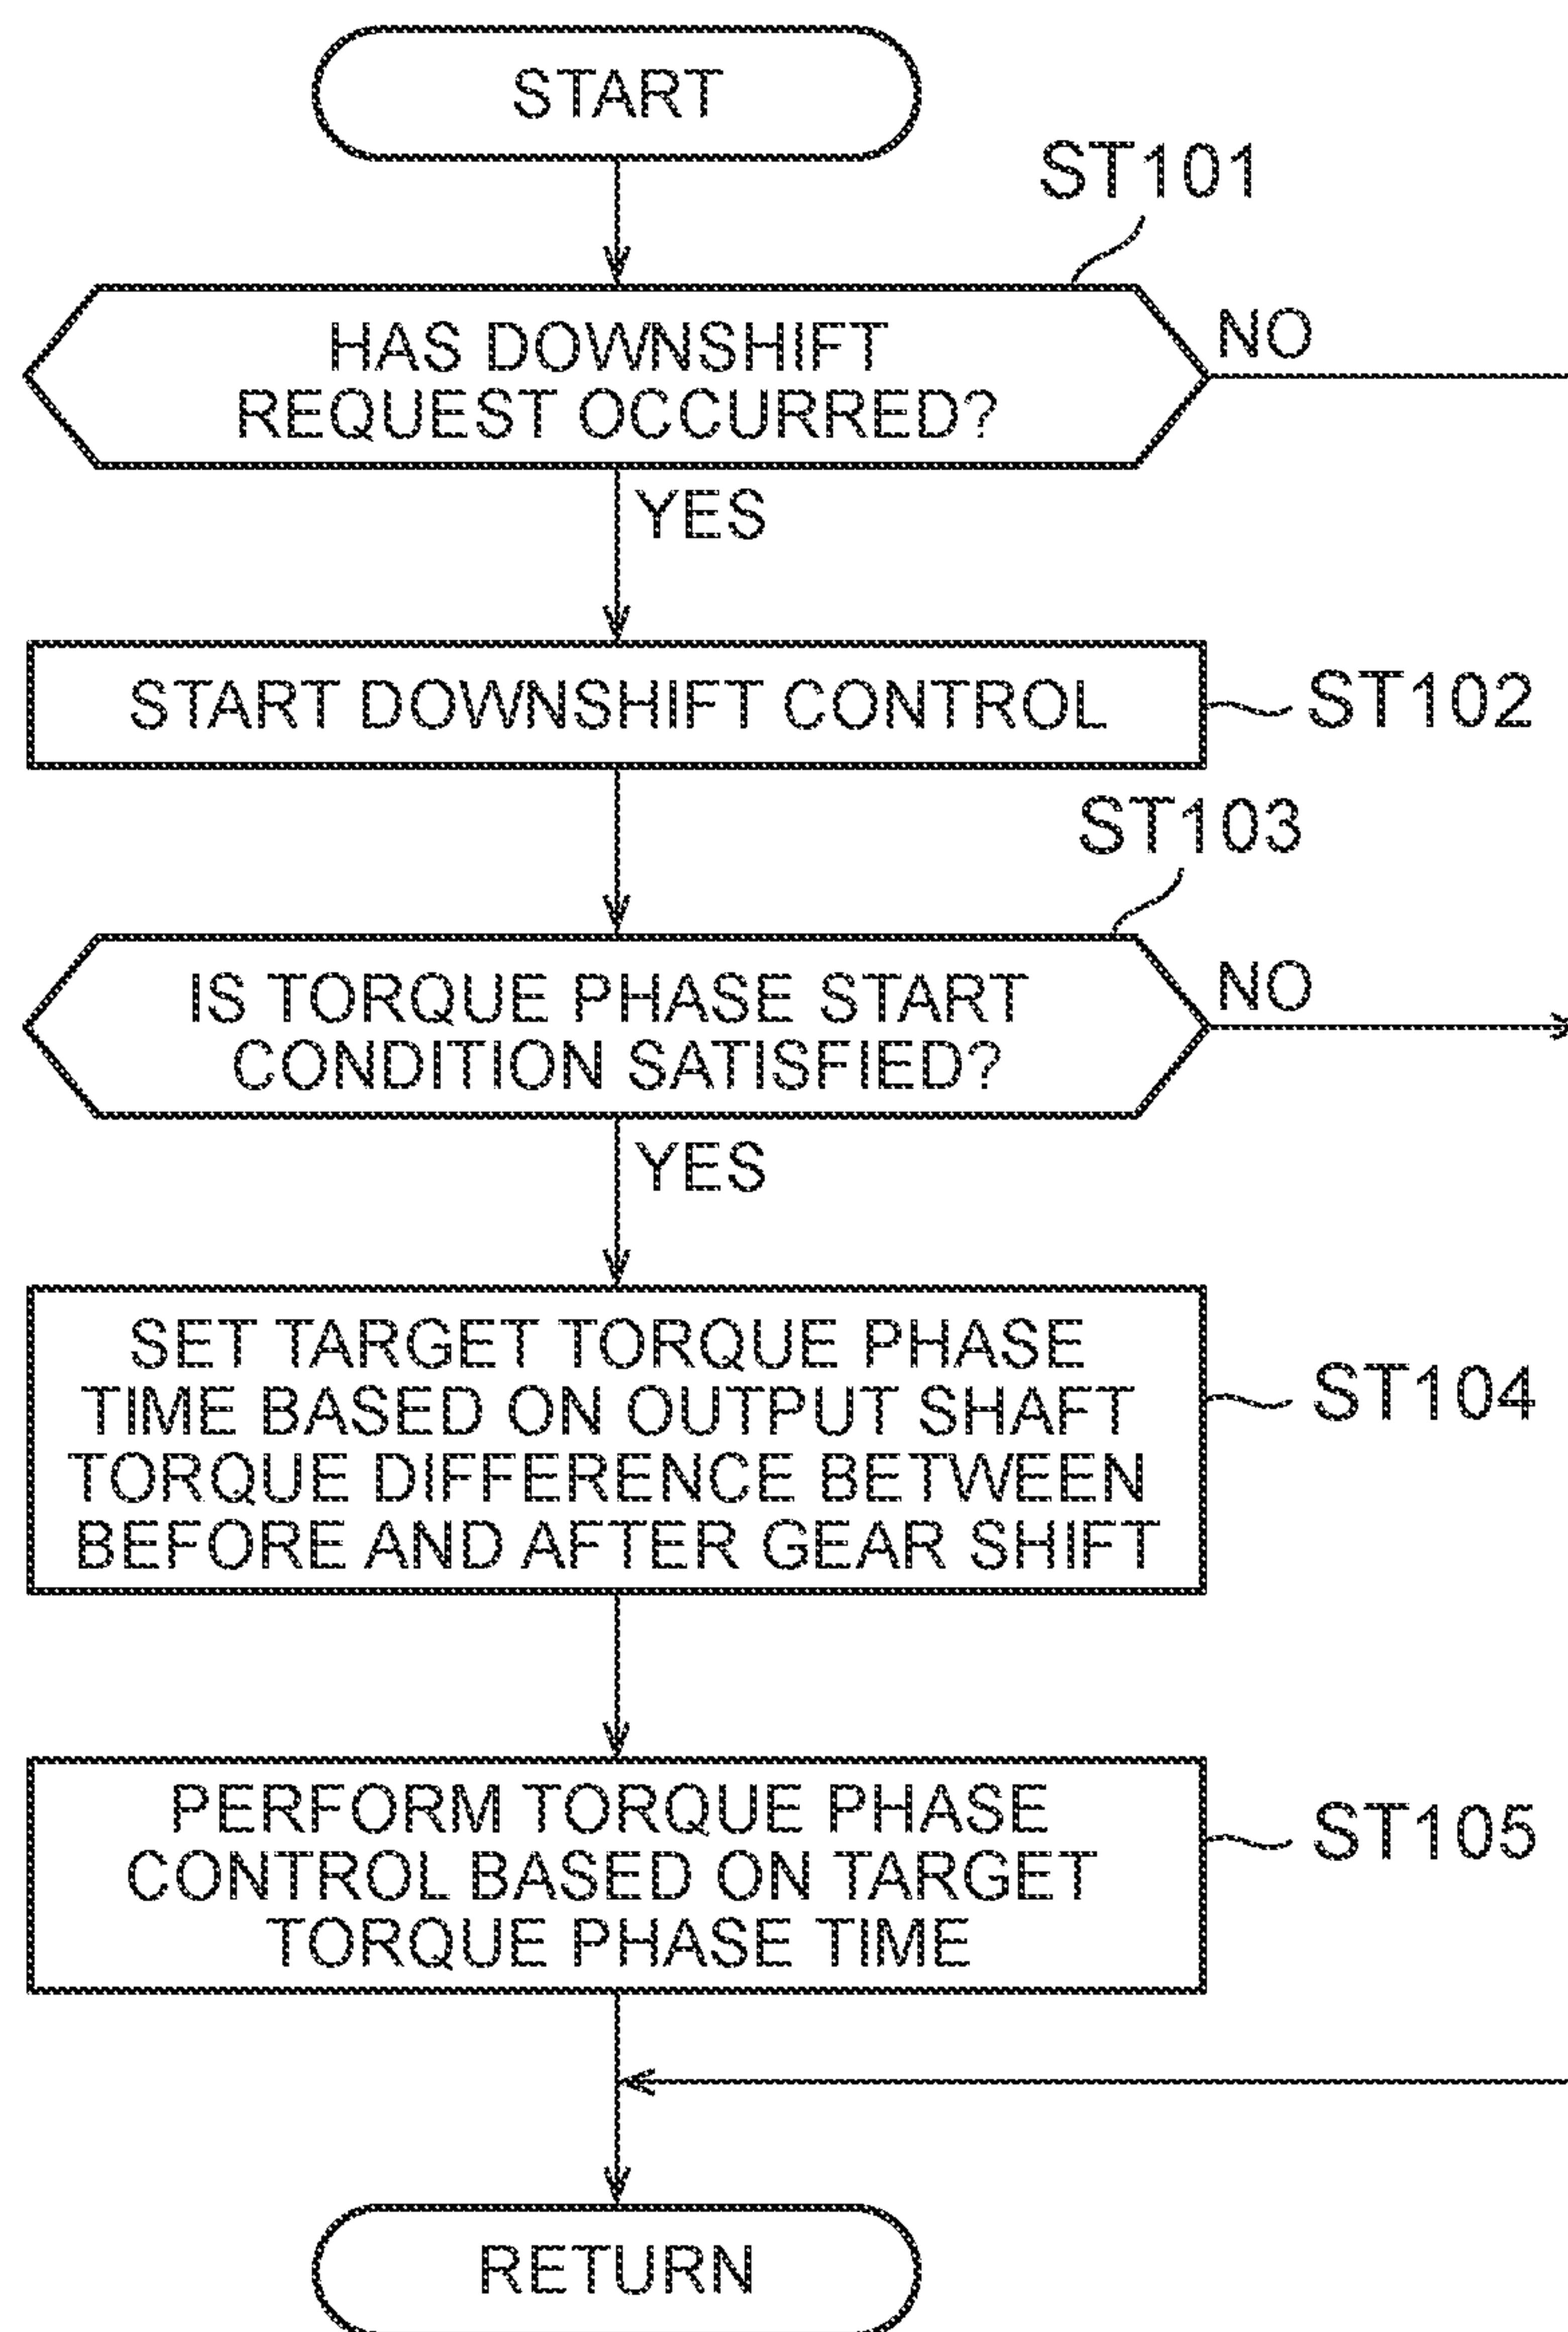 START
ST101
HAS DOWNSHIFT
REQUEST OCCURRED?
NO
YES
START DOWNSHIFT CONTROL
ST102
ST103
IS TORQUE PHASE START
CONDITION SATISFIED?
NO
YES
SET TARGET TORQUE PHASE
TIME BASED ON OUTPUT SHAFT
TORQUE DIFFERENCE BETWEEN
BEFORE AND AFTER GEAR SHIFT
ST104
PERFORM TORQUE PHASE
CONTROL BASED ON TARGET
TORQUE PHASE TIME
ST105
RETURN